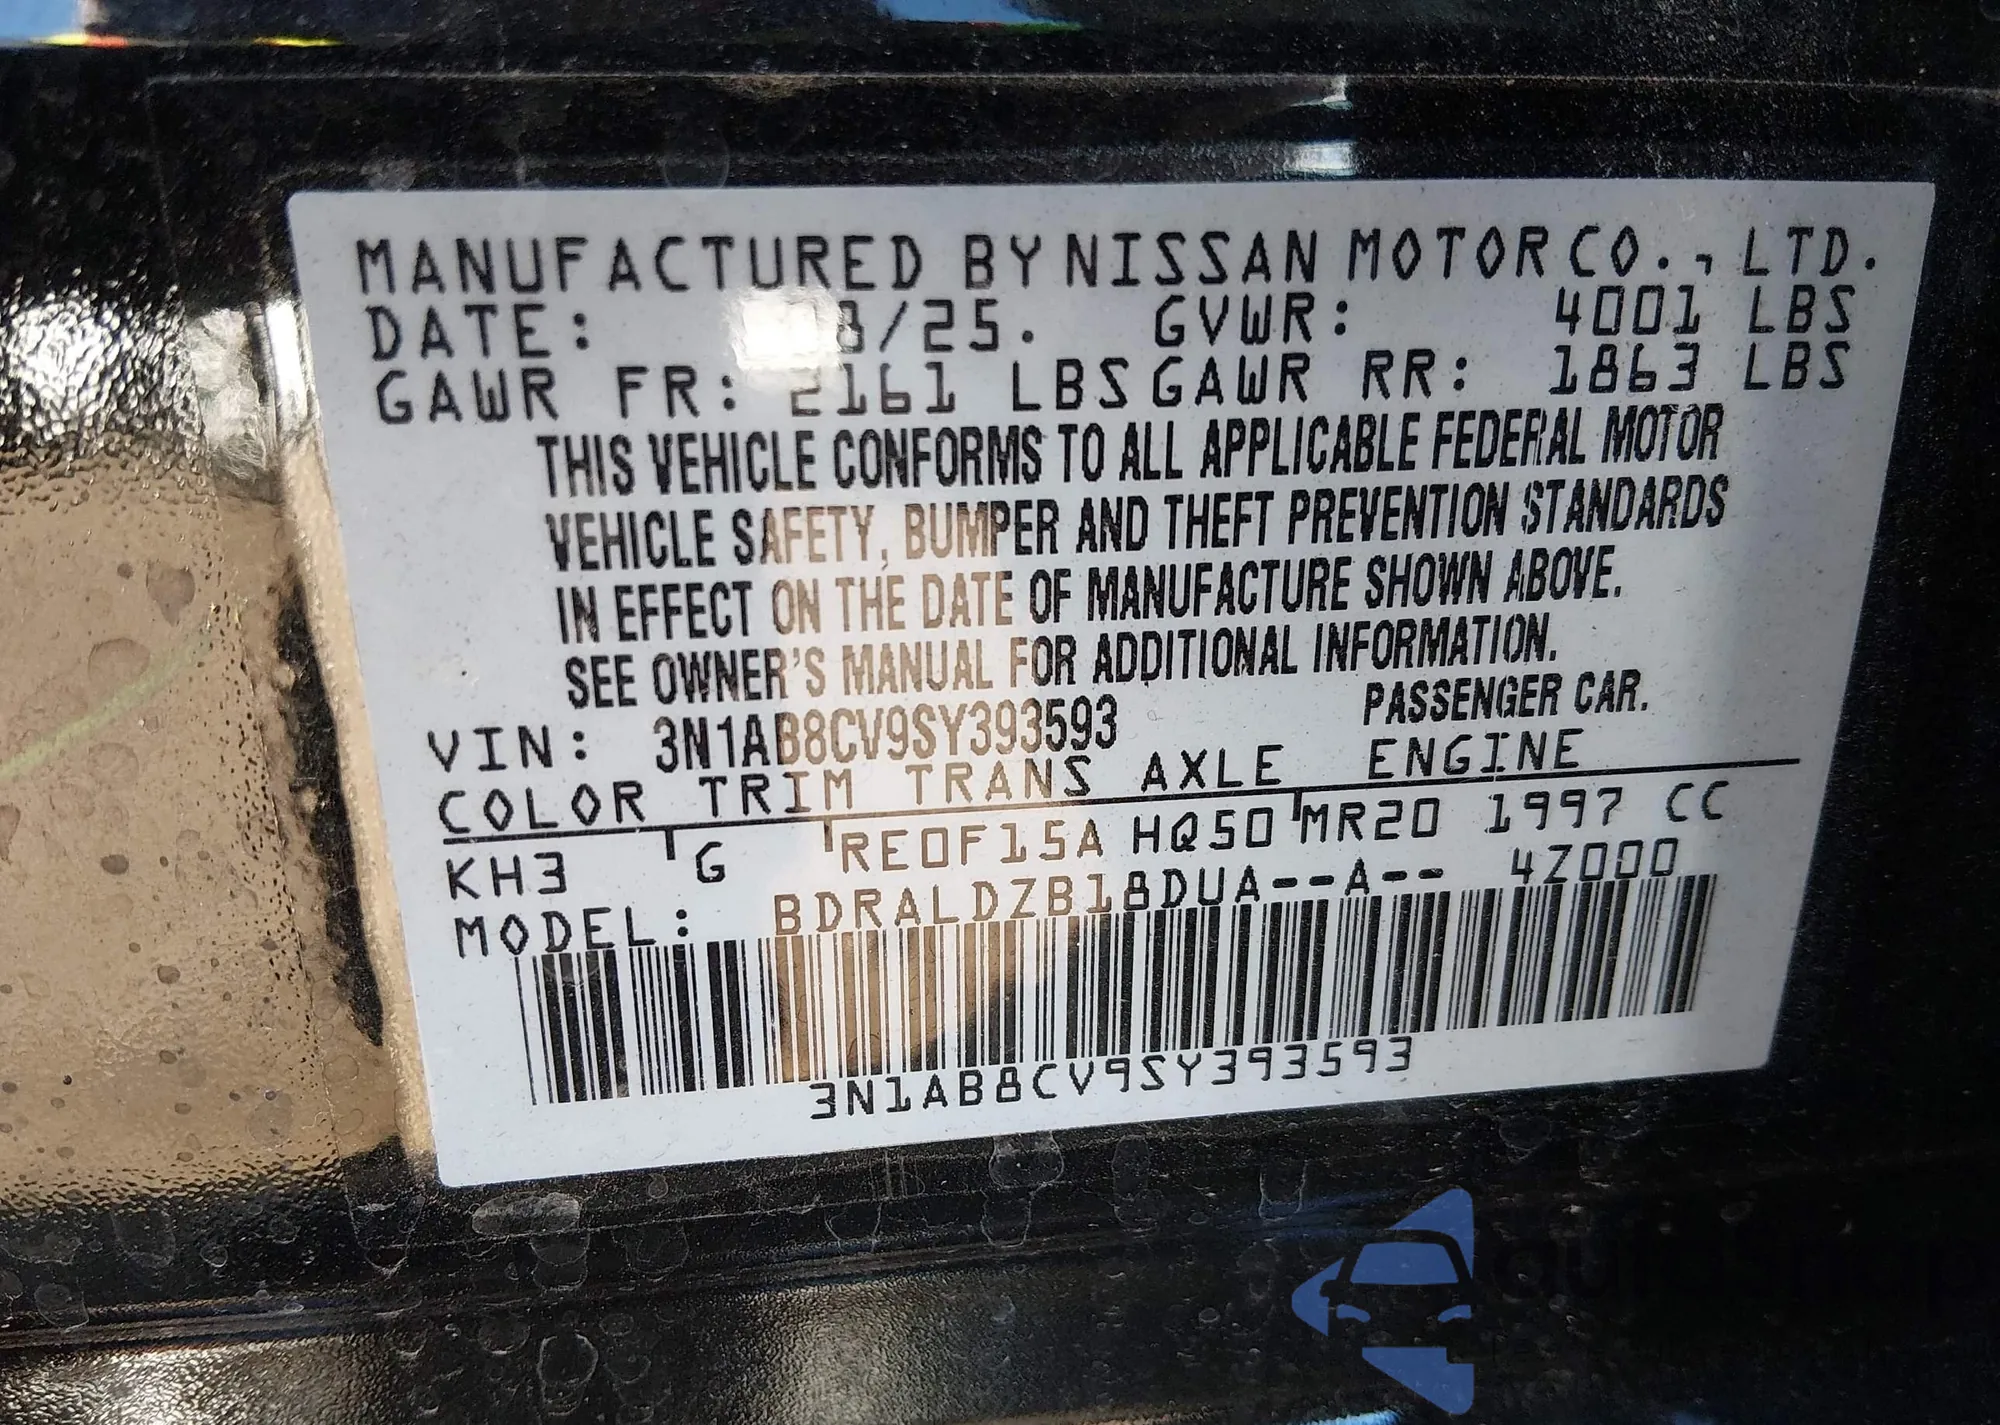 MANUFACTURED BY NISSAN MOTOR CO., LTD.
DATE: /25. GVWR: 4001 LBS
GAWR FR: 2161 LBS GAWR RR: 1863 LBS
THIS VEHICLE CONFORMS TO ALL APPLICABLE FEDERAL MOTOR
VEHICLE SAFETY, BUMPER AND THEFT PREVENTION STANDARDS
IN EFFECT ON THE DATE OF MANUFACTURE SHOWN ABOVE.
SEE OWNER'S MANUAL FOR ADDITIONAL INFORMATION.
VIN: 3N1AB8CV9SY393593 PASSENGER CAR.
COLOR TRIM TRANS AXLE ENGINE
KH3 G RE0F15A HQ50 MR20 1997 CC
MODEL: BDRALDZB18DUA--A-- 4Z000
3N1AB8CV9SY393593